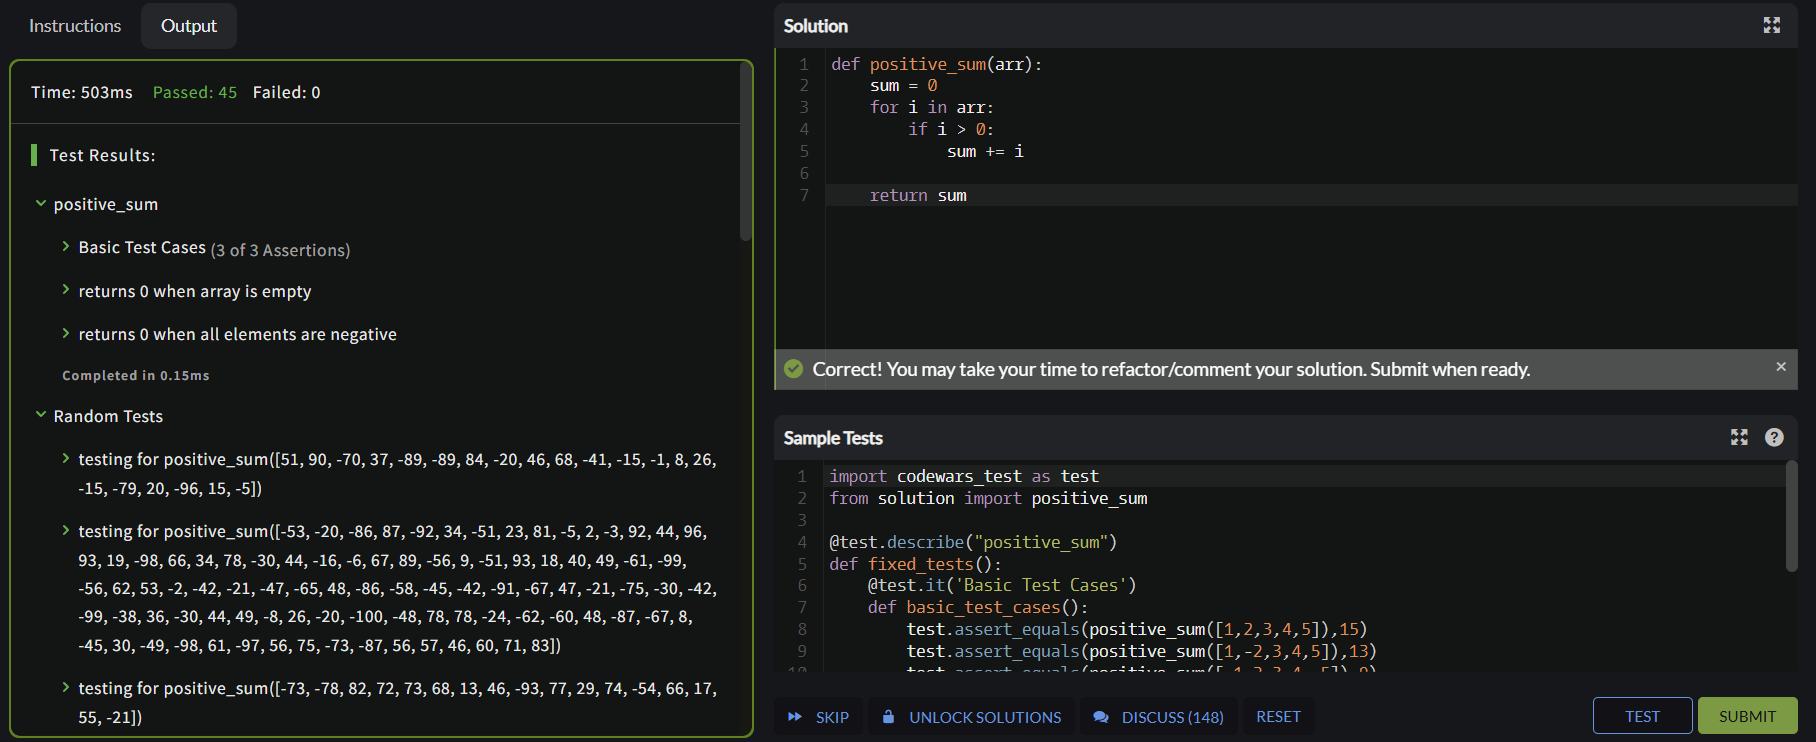 Instructions
Output
Time: 503ms Passed: 45 Failed: 0
Test Results:
positive_sum
Basic Test Cases (3 of 3 Assertions)
returns 0 when array is empty
returns 0 when all elements are negative
Completed in 0.15ms
Random Tests
testing for positive_sum([51, 90, -70, 37, -89, -89, 84, -20, 46, 68, -41, -15, -1, 8, 26,
-15, -79, 20, -96, 15, -5])
testing for positive_sum([-53, -20, -86, 87, -92, 34, -51, 23, 81, -5, 2, -3, 92, 44, 96,
93, 19, -98, 66, 34, 78, -30, 44, -16, -6, 67, 89, -56, 9, -51, 93, 18, 40, 49, -61, -99,
-56, 62, 53, -2, -42, -21, -47, -65, 48, -86, -58, -45, -42, -91, -67, 47, -21, -75, -30, -42,
-99, -38, 36, -30, 44, 49, -8, 26, -20, -100, -48, 78, 78, -24, -62, -60, 48, -87, -67, 8,
-45, 30, -49, -98, 61, -97, 56, 75, -73, -87, 56, 57, 46, 60, 71, 83])
testing for positive_sum([-73, -78, 82, 72, 73, 68, 13, 46, -93, 77, 29, 74, -54, 66, 17,
55, -21])
Solution
1 def positive_sum(arr):
2     sum = 0
3     for i in arr:
4         if i > 0:
5             sum += i
6
7     return sum
Correct! You may take your time to refactor/comment your solution. Submit when ready.
Sample Tests
1 import codewars_test as test
2 from solution import positive_sum
3
4 @test.describe("positive_sum")
5 def fixed_tests():
6     @test.it('Basic Test Cases')
7     def basic_test_cases():
8         test.assert_equals(positive_sum([1,2,3,4,5]),15)
9         test.assert_equals(positive_sum([1,-2,3,4,5]),13)
10         test.assert_equals(positive_sum([-1,2,3,4,-5]),9)
SKIP
UNLOCK SOLUTIONS
DISCUSS (148)
RESET
TEST
SUBMIT